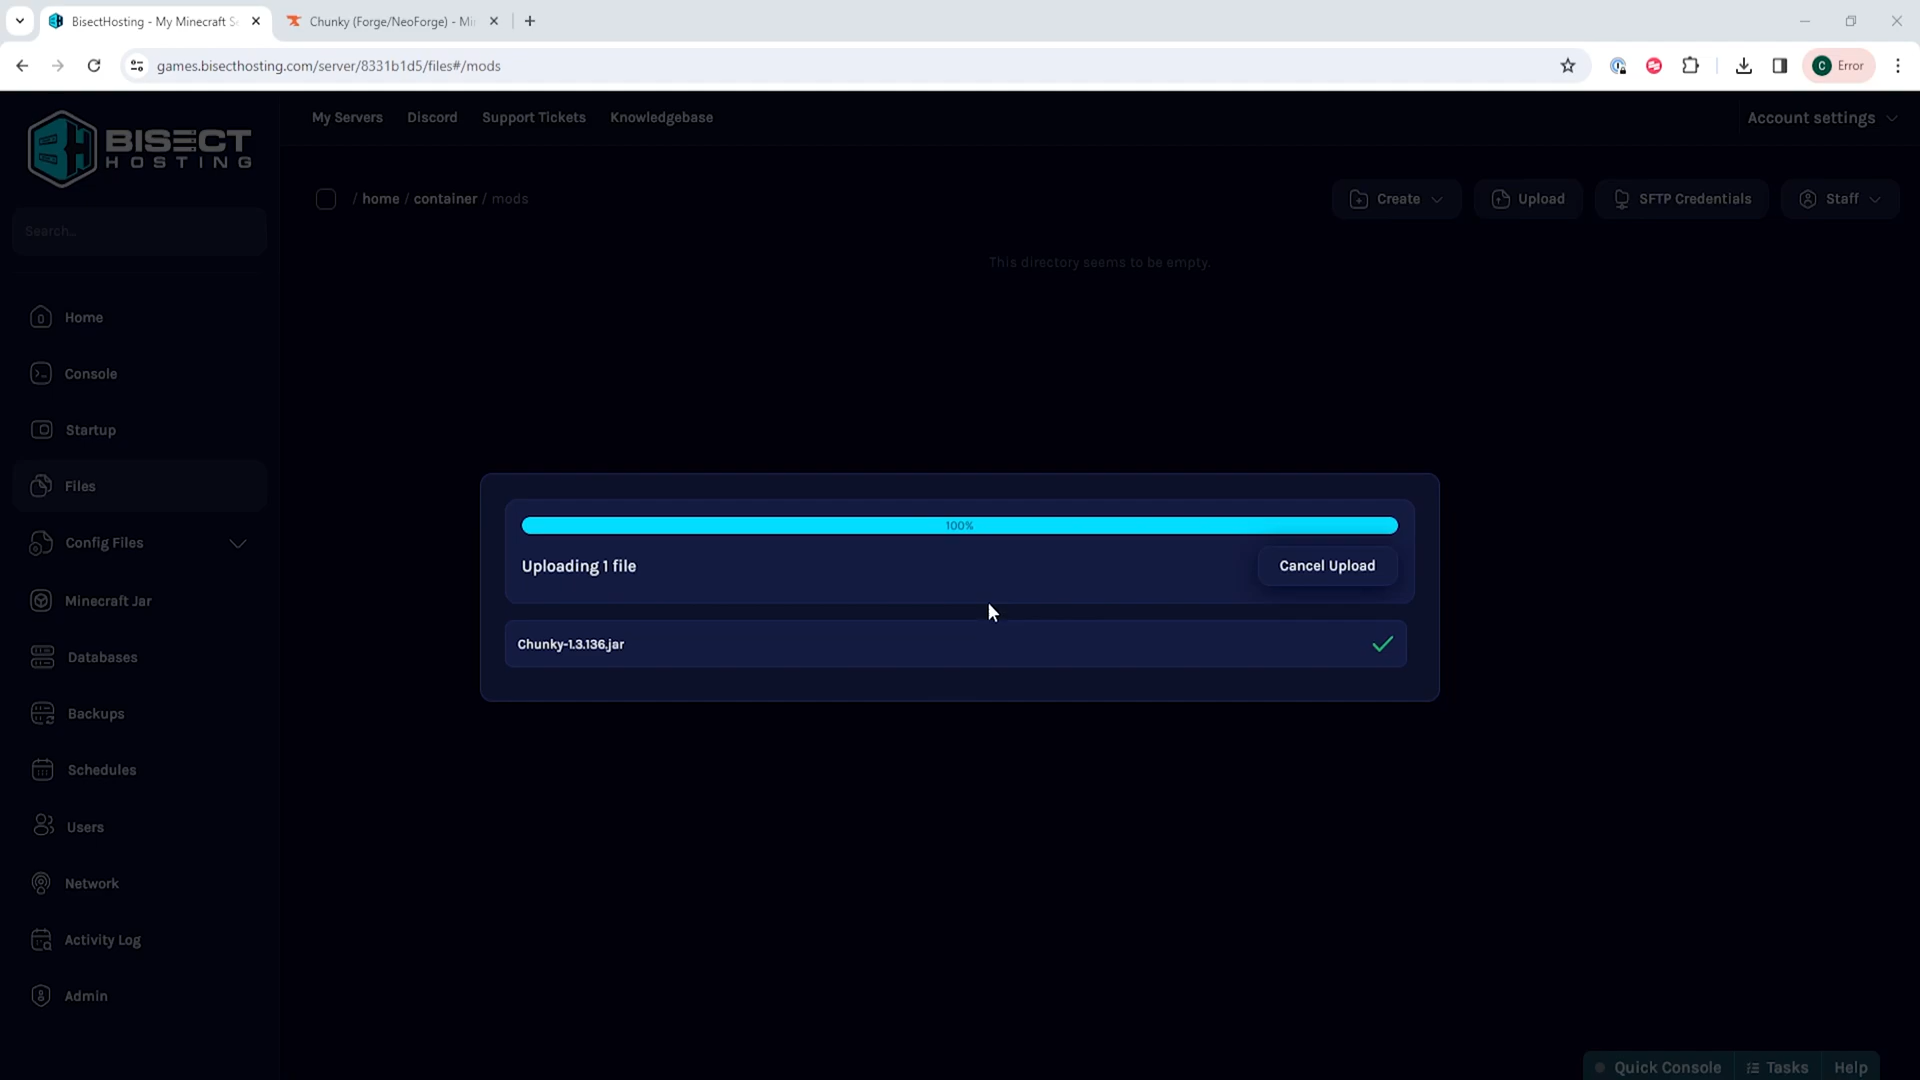 BisectHosting - My Minecraft S
Chunky (Forge/NeoForge) - Mi
games.bisecthosting.com/server/8331b1d5/files#/mods
C Error
BISECT
HOSTING
My Servers Discord Support Tickets Knowledgebase
Account settings
Search...
/ home / container / mods
Create
Upload
SFTP Credentials
Staff
This directory seems to be empty.
Home
Console
Startup
Files
Config Files
Minecraft Jar
Databases
Backups
Schedules
Users
Network
Activity Log
Admin
100%
Uploading 1 file
Cancel Upload
Chunky-1.3.136.jar
Quick Console
Tasks
Help